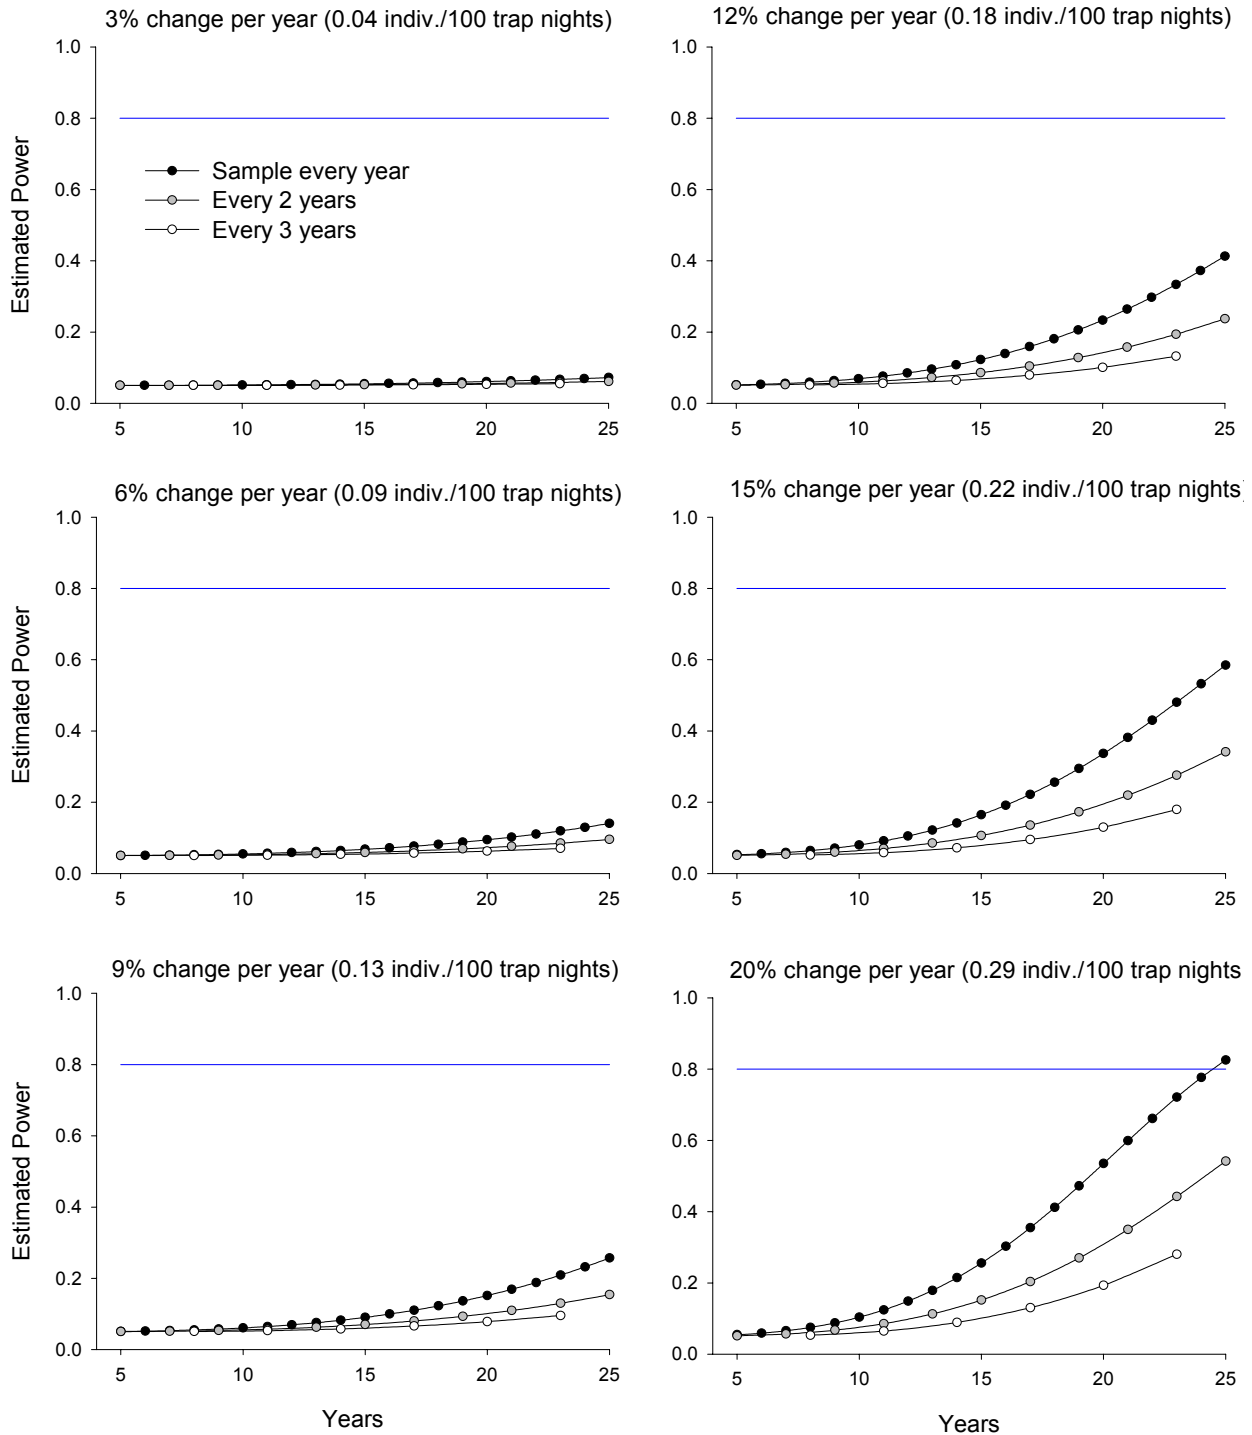 3% change per year (0.04 indiv./100 trap nights)
1.0
0.8
0.6
0.4
0.2
0.0
Estimated Power
Sample every year
Every 2 years
Every 3 years
5 10 15 20 25
12% change per year (0.18 indiv./100 trap nights)
1.0
0.8
0.6
0.4
0.2
0.0
5 10 15 20 25
6% change per year (0.09 indiv./100 trap nights)
1.0
0.8
0.6
0.4
0.2
0.0
Estimated Power
5 10 15 20 25
15% change per year (0.22 indiv./100 trap nights)
1.0
0.8
0.6
0.4
0.2
0.0
5 10 15 20 25
9% change per year (0.13 indiv./100 trap nights)
1.0
0.8
0.6
0.4
0.2
0.0
Estimated Power
5 10 15 20 25
Years
20% change per year (0.29 indiv./100 trap nights
1.0
0.8
0.6
0.4
0.2
0.0
5 10 15 20 25
Years